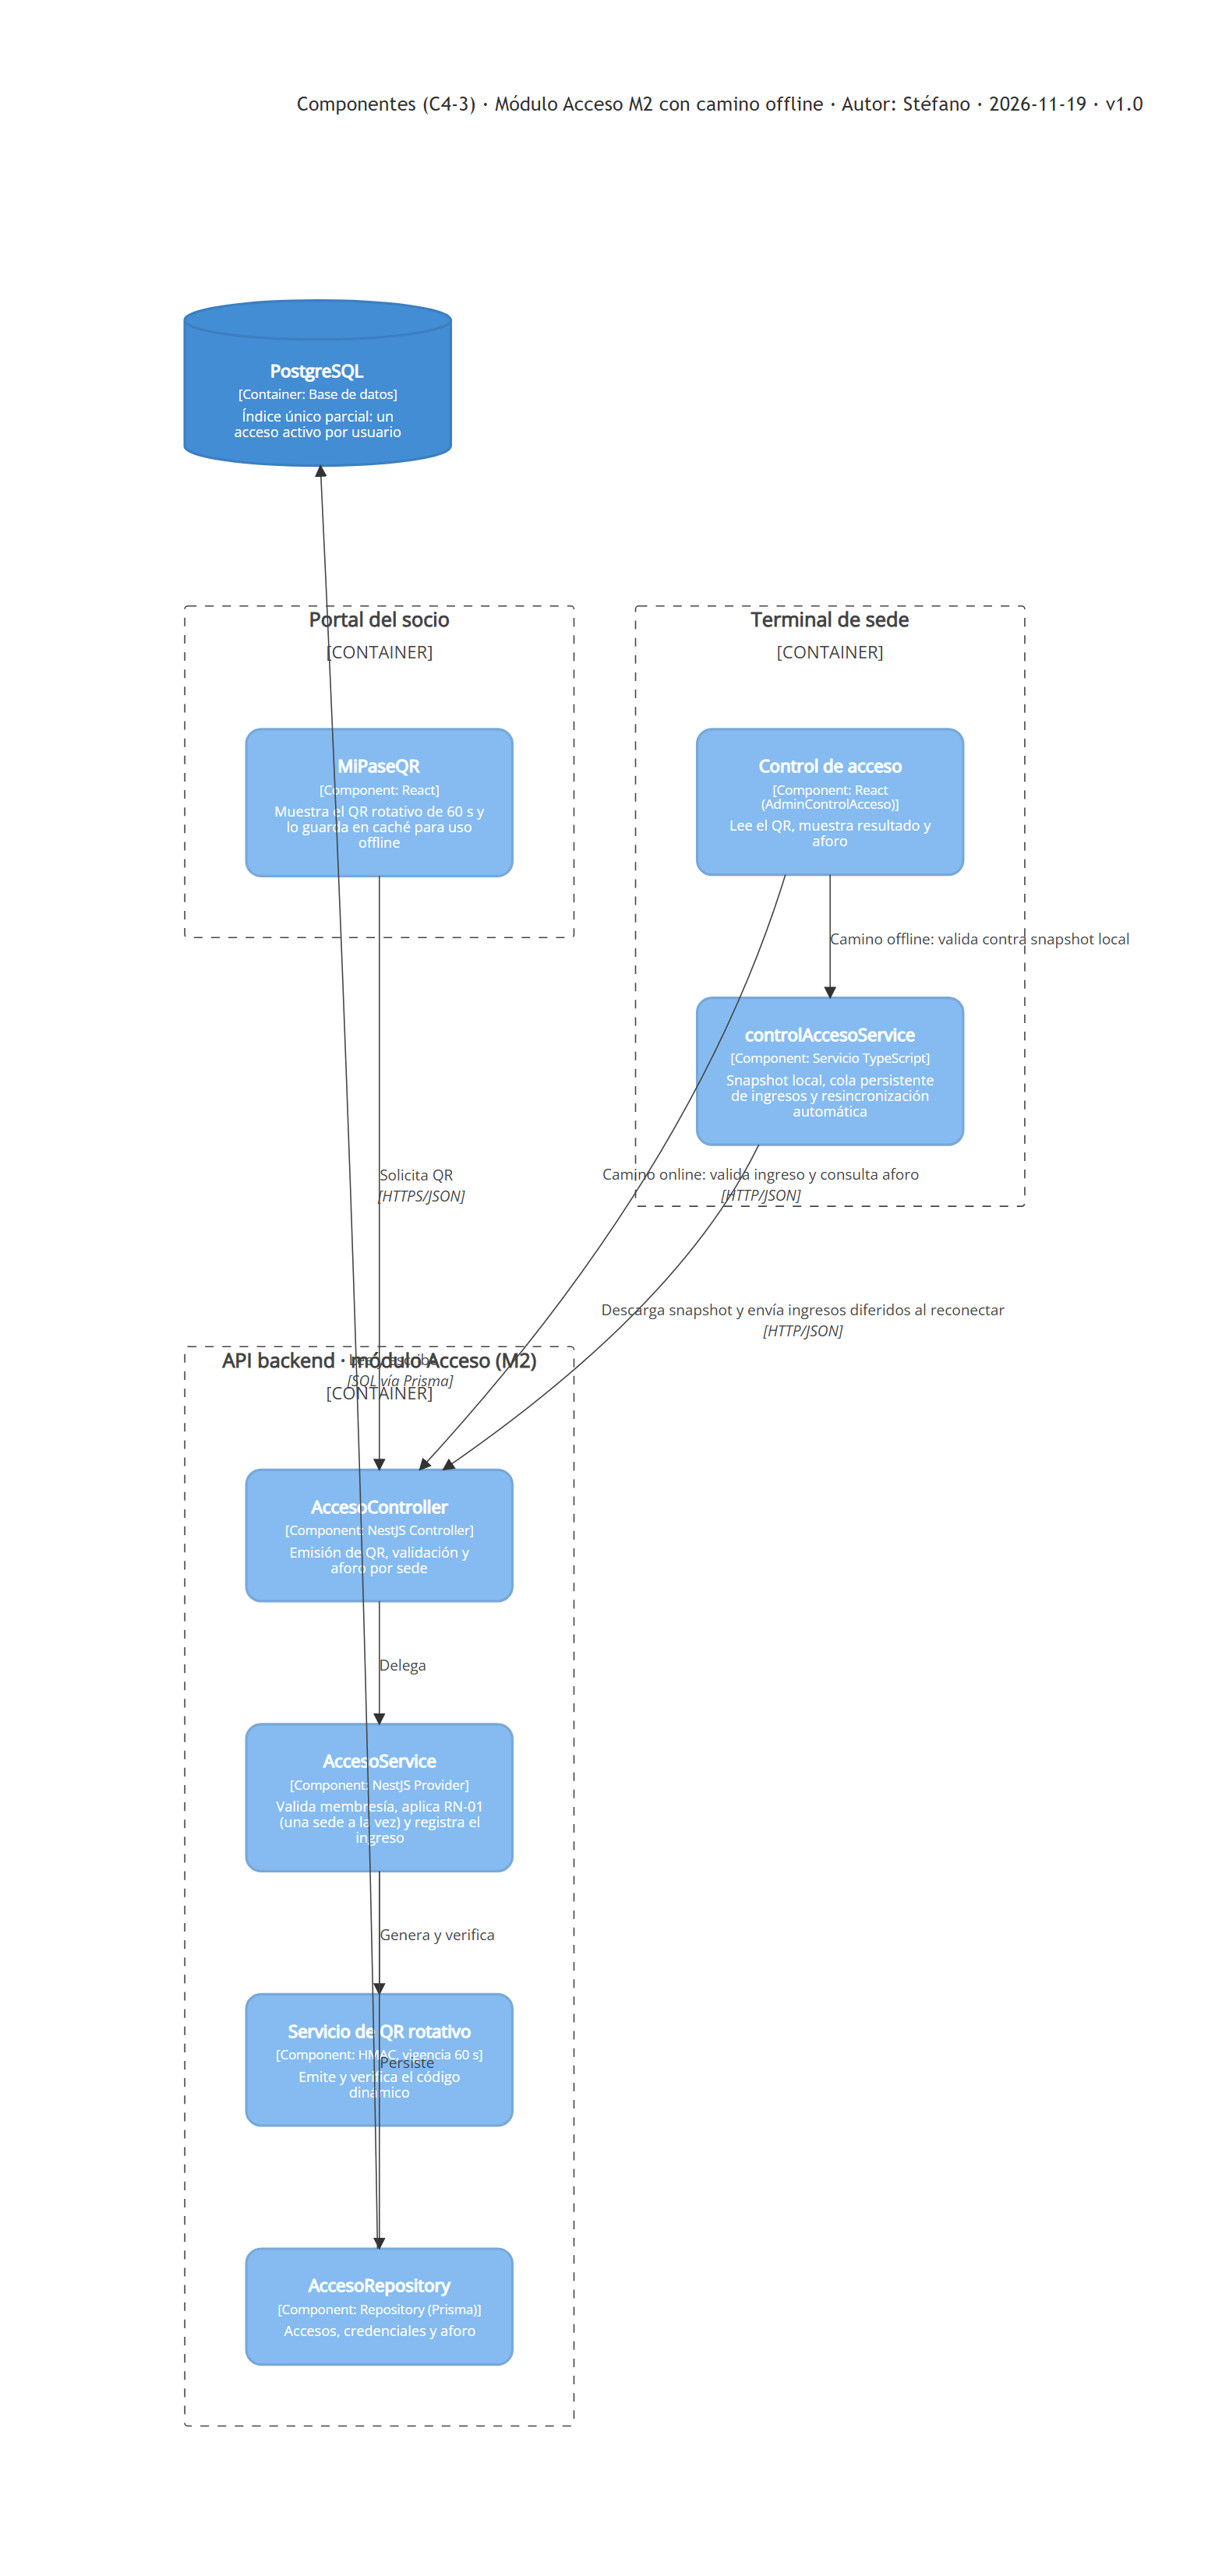 Componentes (C4-3) · Módulo Acceso M2 con camino offline · Autor: Stéfano · 2026-11-19 · v1.0
PostgreSQL
[Container: Base de datos]
Índice único parcial: un
acceso activo por usuario
Portal del socio
[CONTAINER]
MiPaseQR
[Component: React]
Muestra el QR rotativo de 60 s y
lo guarda en caché para uso
offline
Terminal de sede
[CONTAINER]
Control de acceso
[Component: React
(AdminControlAcceso)]
Lee el QR, muestra resultado y
aforo
Camino offline: valida contra snapshot local
controlAccesoService
[Component: Servicio TypeScript]
Snapshot local, cola persistente
de ingresos y resincronización
automática
Solicita QR
[HTTPS/JSON]
Camino online: valida ingreso y consulta aforo
[HTTP/JSON]
Descarga snapshot y envía ingresos diferidos al reconectar
[HTTP/JSON]
API backend · módulo Acceso (M2)
[CONTAINER]
Lee y escribe
[SQL vía Prisma]
AccesoController
[Component: NestJS Controller]
Emisión de QR, validación y
aforo por sede
Delega
AccesoService
[Component: NestJS Provider]
Valida membresía, aplica RN-01
(una sede a la vez) y registra el
ingreso
Genera y verifica
Servicio de QR rotativo
[Component: HMAC, vigencia 60 s]
Persiste
Emite y verifica el código
dinámico
AccesoRepository
[Component: Repository (Prisma)]
Accesos, credenciales y aforo